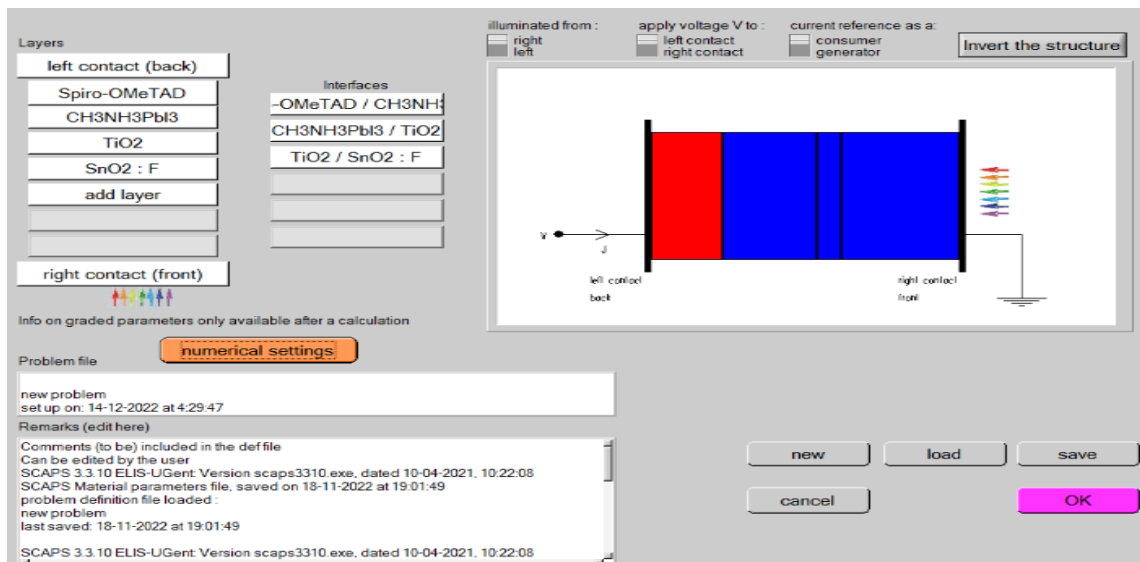 illuminated from :
right
left
apply voltage V to :
left contact
right contact
current reference as a:
consumer
generator
Invert the structure
Layers
left contact (back)
Spiro-OMeTAD
CH3NH3PbI3
TiO2
SnO2 : F
add layer
right contact (front)
Interfaces
-OMeTAD / CH3NH3
CH3NH3PbI3 / TiO2
TiO2 / SnO2 : F
V
J
left contact
back
right contact
front
Info on graded parameters only available after a calculation
numerical settings
Problem file
new problem
set up on: 14-12-2022 at 4:29:47
Remarks (edit here)
Comments (to be) included in the def file
Can be edited by the user
SCAPS 3.3.10 ELIS-UGent: Version scaps3310.exe, dated 10-04-2021, 10:22:08
SCAPS Material parameters file, saved on 18-11-2022 at 19:01:49
problem definition file loaded :
new problem
last saved: 18-11-2022 at 19:01:49
SCAPS 3.3.10 ELIS-UGent: Version scaps3310.exe, dated 10-04-2021, 10:22:08
new
load
save
cancel
OK